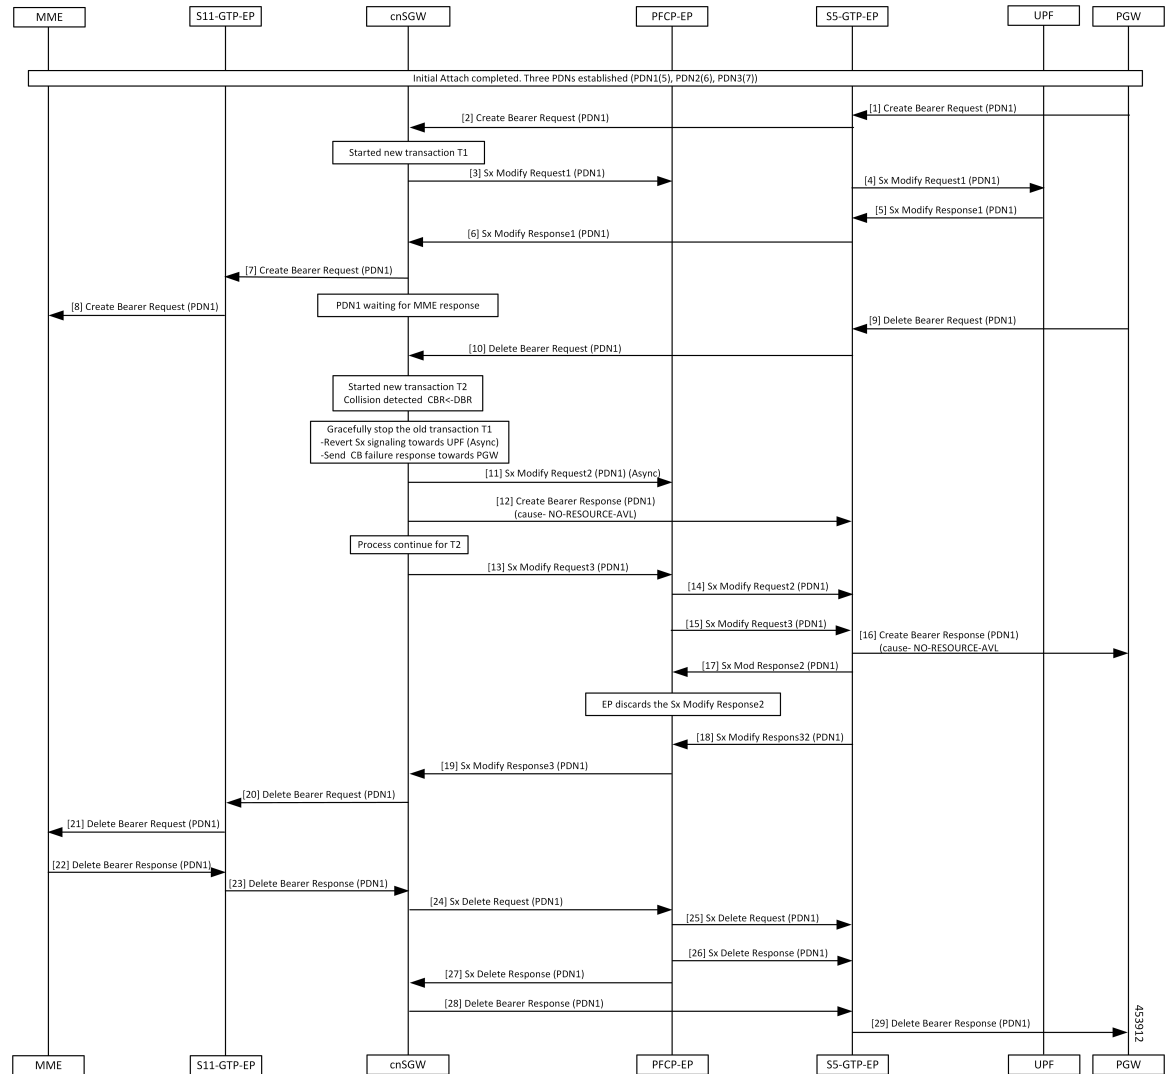 MME
S11-GTP-EP
cnSGW
PFCP-EP
S5-GTP-EP
UPF
PGW
Initial Attach completed. Three PDNs established (PDN1(5), PDN2(6), PDN3(7))
[1] Create Bearer Request (PDN1)
[2] Create Bearer Request (PDN1)
Started new transaction T1
[3] Sx Modify Request1 (PDN1)
[4] Sx Modify Request1 (PDN1)
[5] Sx Modify Response1 (PDN1)
[6] Sx Modify Response1 (PDN1)
[7] Create Bearer Request (PDN1)
PDN1 waiting for MME response
[8] Create Bearer Request (PDN1)
[9] Delete Bearer Request (PDN1)
[10] Delete Bearer Request (PDN1)
Started new transaction T2
Collision detected CBR<-DBR
Gracefully stop the old transaction T1
-Revert Sx signaling towards UPF (Async)
-Send CB failure response towards PGW
[11] Sx Modify Request2 (PDN1) (Async)
[12] Create Bearer Response (PDN1)
(cause- NO-RESOURCE-AVL)
Process continue for T2
[13] Sx Modify Request3 (PDN1)
[14] Sx Modify Request2 (PDN1)
[15] Sx Modify Request3 (PDN1)
[16] Create Bearer Response (PDN1)
(cause- NO-RESOURCE-AVL
[17] Sx Mod Response2 (PDN1)
EP discards the Sx Modify Response2
[18] Sx Modify Respons32 (PDN1)
[19] Sx Modify Response3 (PDN1)
[20] Delete Bearer Request (PDN1)
[21] Delete Bearer Request (PDN1)
[22] Delete Bearer Response (PDN1)
[23] Delete Bearer Response (PDN1)
[24] Sx Delete Request (PDN1)
[25] Sx Delete Request (PDN1)
[26] Sx Delete Response (PDN1)
[27] Sx Delete Response (PDN1)
[28] Delete Bearer Response (PDN1)
[29] Delete Bearer Response (PDN1)
453912
MME
S11-GTP-EP
cnSGW
PFCP-EP
S5-GTP-EP
UPF
PGW